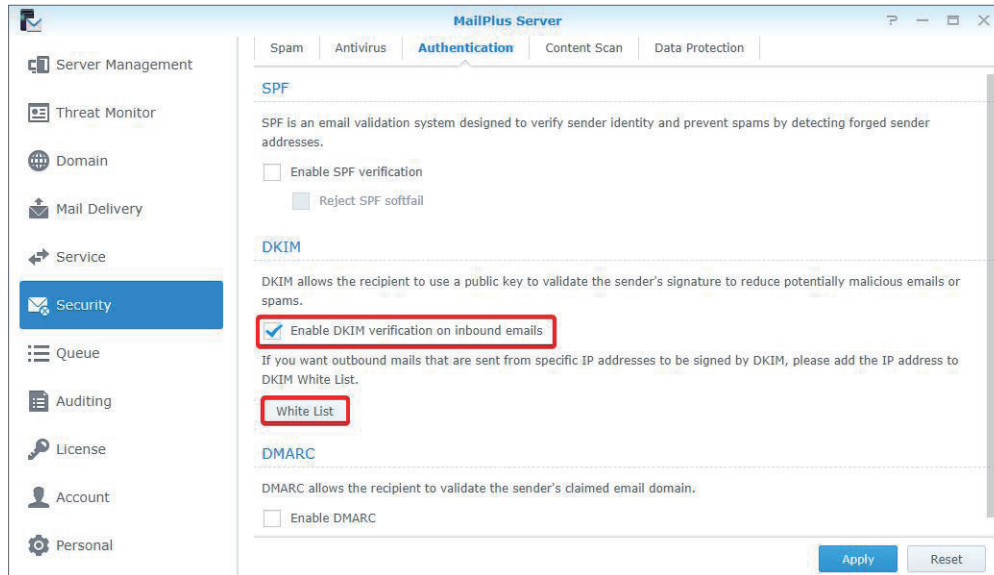 MailPlus Server
Server Management
Threat Monitor
Domain
Mail Delivery
Service
Security
Queue
Auditing
License
Account
Personal
Spam
Antivirus
Authentication
Content Scan
Data Protection
SPF
SPF is an email validation system designed to verify sender identity and prevent spams by detecting forged sender
addresses.
Enable SPF verification
Reject SPF softfail
DKIM
DKIM allows the recipient to use a public key to validate the sender's signature to reduce potentially malicious emails or
spams.
Enable DKIM verification on inbound emails
If you want outbound mails that are sent from specific IP addresses to be signed by DKIM, please add the IP address to
DKIM White List.
White List
DMARC
DMARC allows the recipient to validate the sender's claimed email domain.
Enable DMARC
Apply
Reset